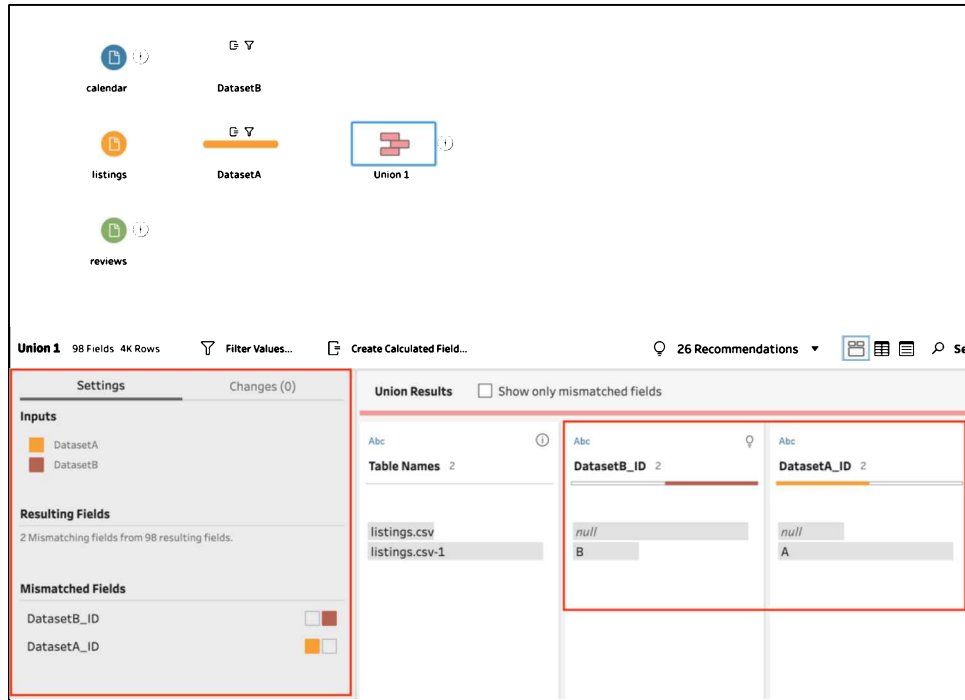 calendar
DatasetB
listings
DatasetA
Union 1
reviews
Union 1 98 Fields 4K Rows Filter Values... Create Calculated Field... 26 Recommendations Se
Settings Changes (0)
Inputs
DatasetA
DatasetB
Resulting Fields
2 Mismatching fields from 98 resulting fields.
Mismatched Fields
DatasetB_ID
DatasetA_ID
Union Results Show only mismatched fields
Abc
Table Names 2
listings.csv
listings.csv-1
Abc
DatasetB_ID 2
null
B
Abc
DatasetA_ID 2
null
A